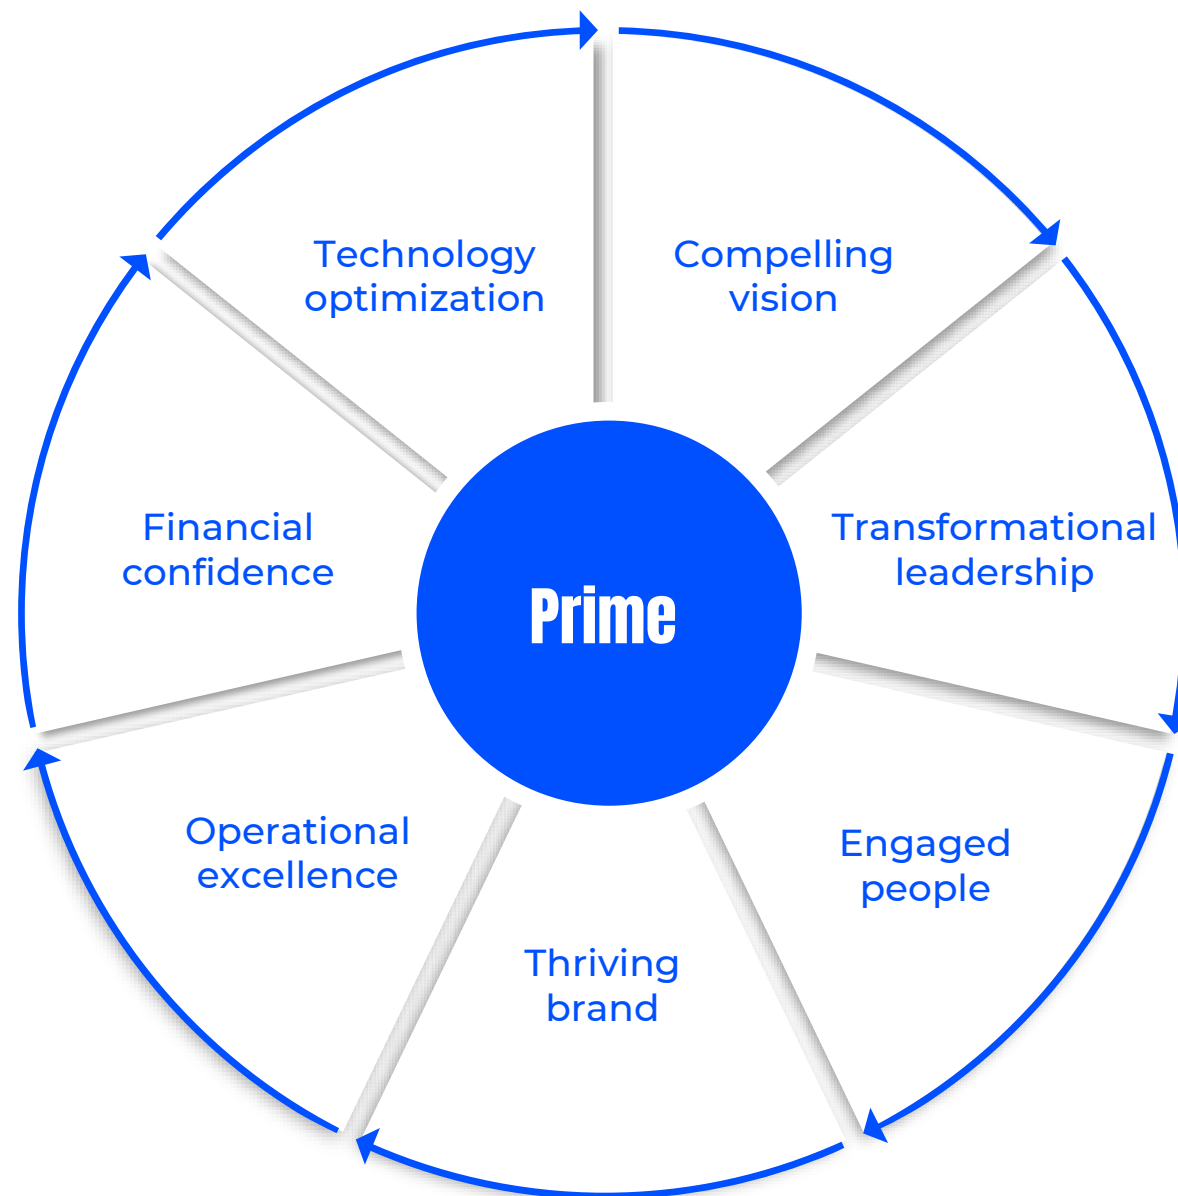 Technology
optimization
Compelling
vision
Financial
confidence
Transformational
leadership
Prime
Operational
excellence
Engaged
people
Thriving
brand